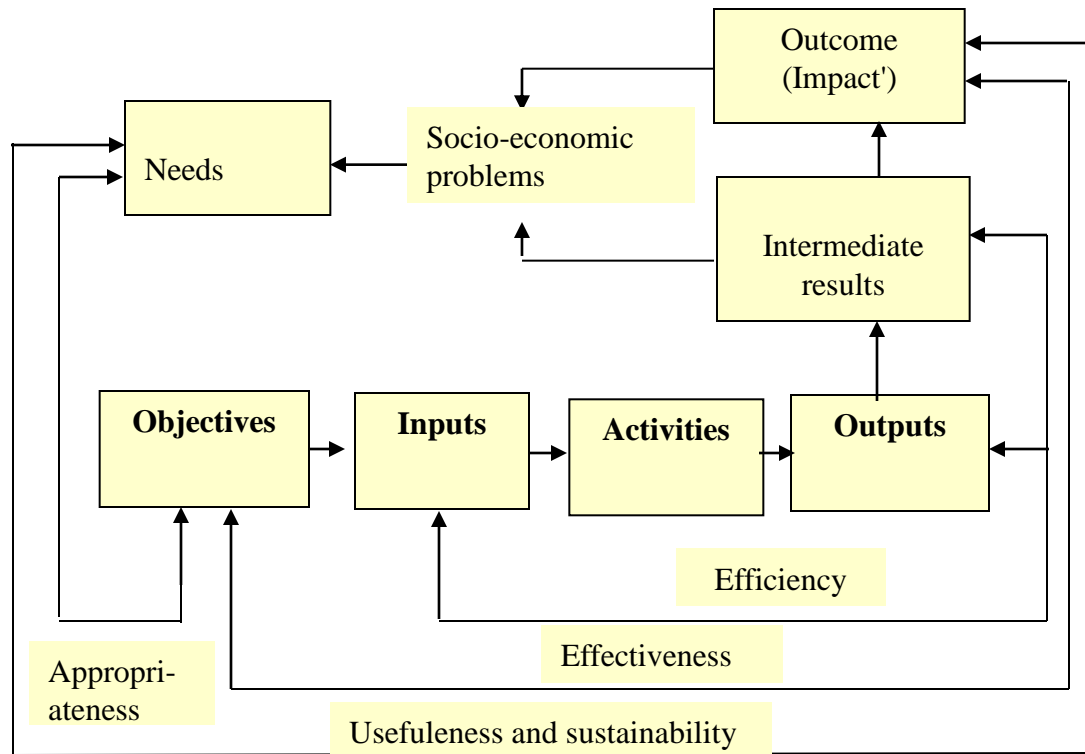 Outcome
(Impact')
Socio-economic
problems
Needs
Intermediate
results
Objectives
Inputs
Activities
Outputs
Efficiency
Effectiveness
Appropri-
ateness
Usefuleness and sustainability